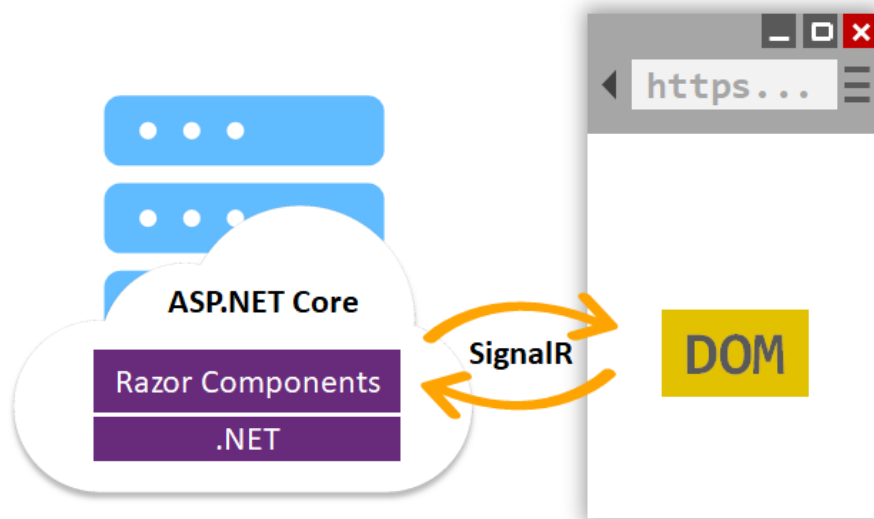 https...
ASP.NET Core
SignalR
DOM
Razor Components
.NET